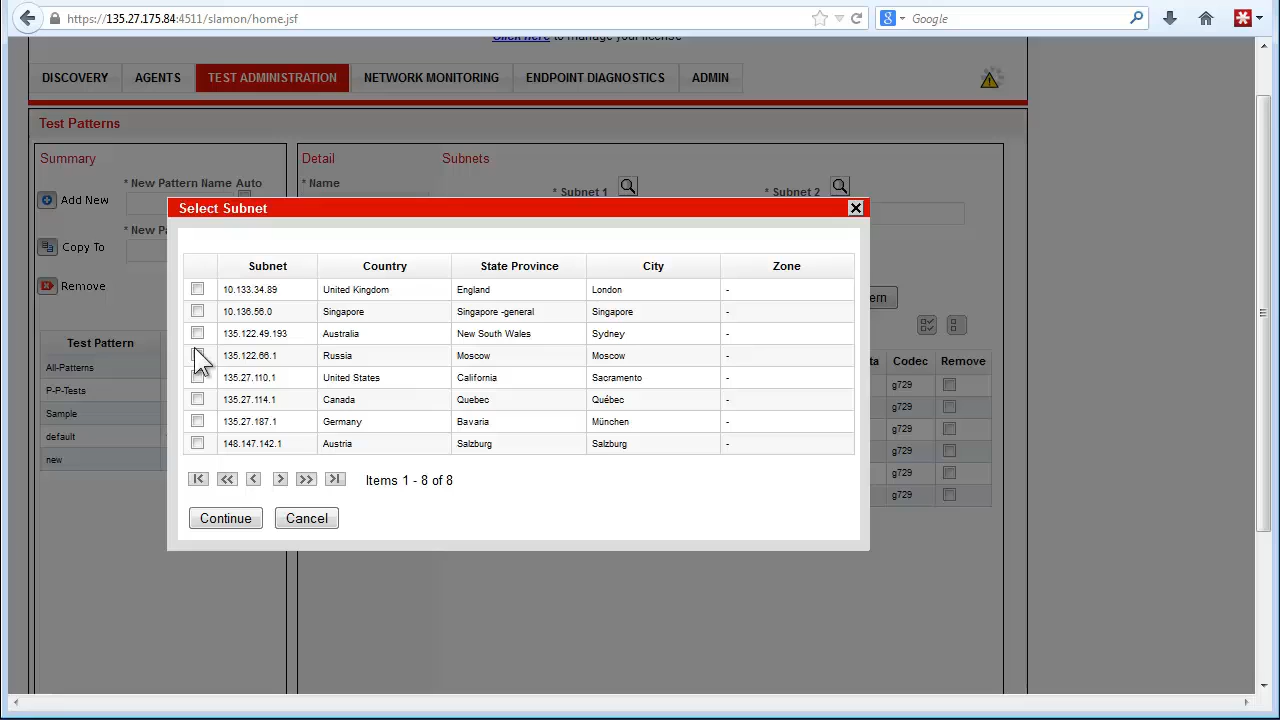 https://135.27.175.84:4511/slamon/home.jsf
Google
Click here to manage your license
DISCOVERY AGENTS TEST ADMINISTRATION NETWORK MONITORING ENDPOINT DIAGNOSTICS ADMIN
Test Patterns
Summary
Detail
Subnets
* New Pattern Name Auto
* Name
* Subnet 1
* Subnet 2
Add New
Copy To
Remove
Select Subnet
Subnet Country State Province City Zone
10.133.34.89 United Kingdom England London -
10.136.56.0 Singapore Singapore -general Singapore -
135.122.49.193 Australia New South Wales Sydney -
135.122.66.1 Russia Moscow Moscow -
135.27.110.1 United States California Sacramento -
135.27.114.1 Canada Quebec Québec -
135.27.187.1 Germany Bavaria München -
148.147.142.1 Austria Salzburg Salzburg -
Items 1 - 8 of 8
Continue Cancel
Test Pattern
All-Patterns
P-P-Tests
Sample
default
new
Codec Remove
g729
g729
g729
g729
g729
g729